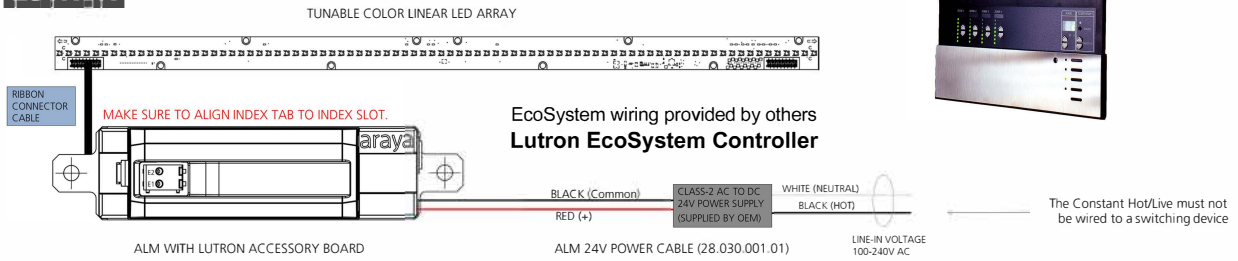 TUNABLE COLOR LINEAR LED ARRAY
RIBBON
CONNECTOR
CABLE
MAKE SURE TO ALIGN INDEX TAB TO INDEX SLOT.
araya
E2
E1
EcoSystem wiring provided by others
Lutron EcoSystem Controller
BLACK (Common)
RED (+)
CLASS-2 AC TO DC
24V POWER SUPPLY
(SUPPLIED BY OEM)
WHITE (NEUTRAL)
BLACK (HOT)
The Constant Hot/Live must not
be wired to a switching device
ALM WITH LUTRON ACCESSORY BOARD
ALM 24V POWER CABLE (28.030.001.01)
LINE-IN VOLTAGE
100-240V AC